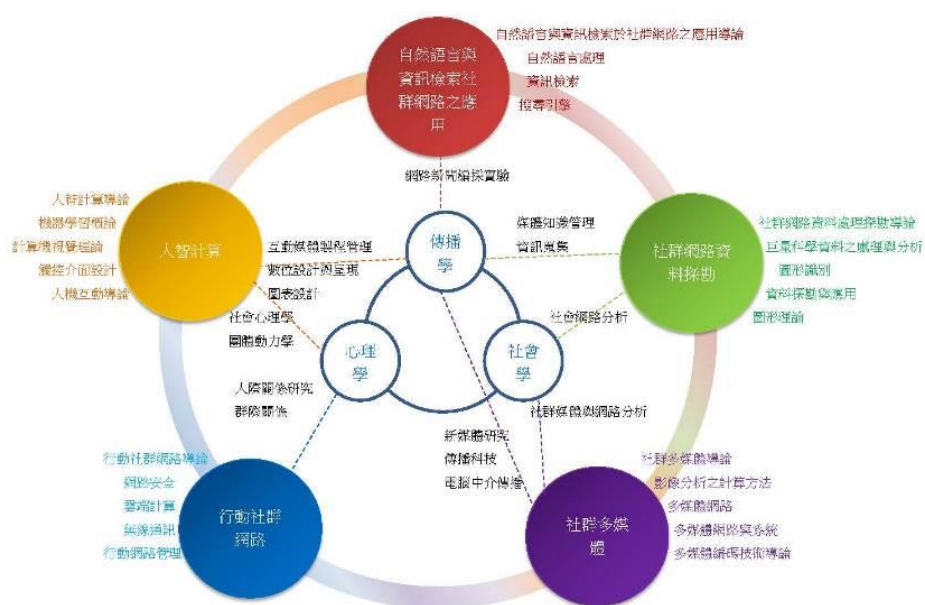 自然語言與資訊檢索於社群網路之應用導論
自然語言處理
資訊檢索
搜尋引擎
自然語言與
資訊檢索社
群網路之應
用
網路新聞編採實驗
人智計算導論
機器學習概論
計算機視覺理論
觸控介面設計
人機互動導論
人智計算
互動媒體製程管理
數位設計與呈現
圖表設計
社會心理學
團體動力學
傳播
學
媒體知識管理
資訊蒐集
社群網路資
料探勘
社群網路資料處理探勘導論
巨量科學資料之處理與分析
圖形識別
資料探勘與應用
圖形理論
社會網路分析
心理
學
社會
學
人際關係研究
群際關係
社群媒體與網路分析
新媒體研究
傳播科技
電腦中介傳播
行動社群網路導論
網路安全
雲端計算
無線通訊
行動網路管理
行動社群
網路
社群多媒
體
社群多媒體導論
影像分析之計算方法
多媒體網路
多媒體網路與系統
多媒體編碼技術導論